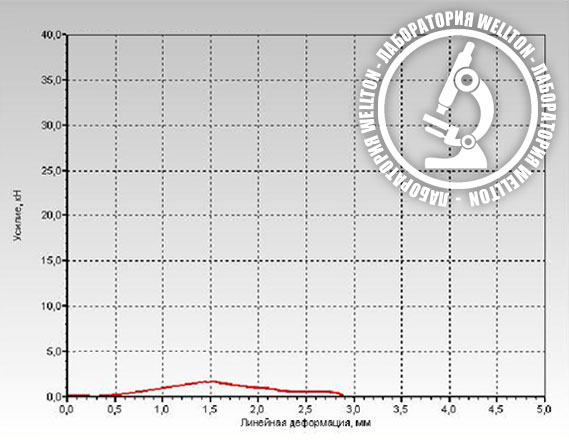 ЛАБОРАТОРИЯ WELLTON - ЛАБОРАТОРИЯ WELLTON - ЛАБОРАТОРИЯ WELLTON -
40,0
35,0
30,0
25,0
20,0
15,0
10,0
5,0
0,0
Усилие, кН
0,0 0,5 1,0 1,5 2,0 2,5 3,0 3,5 4,0 4,5 5,0
Линейная деформация, мм